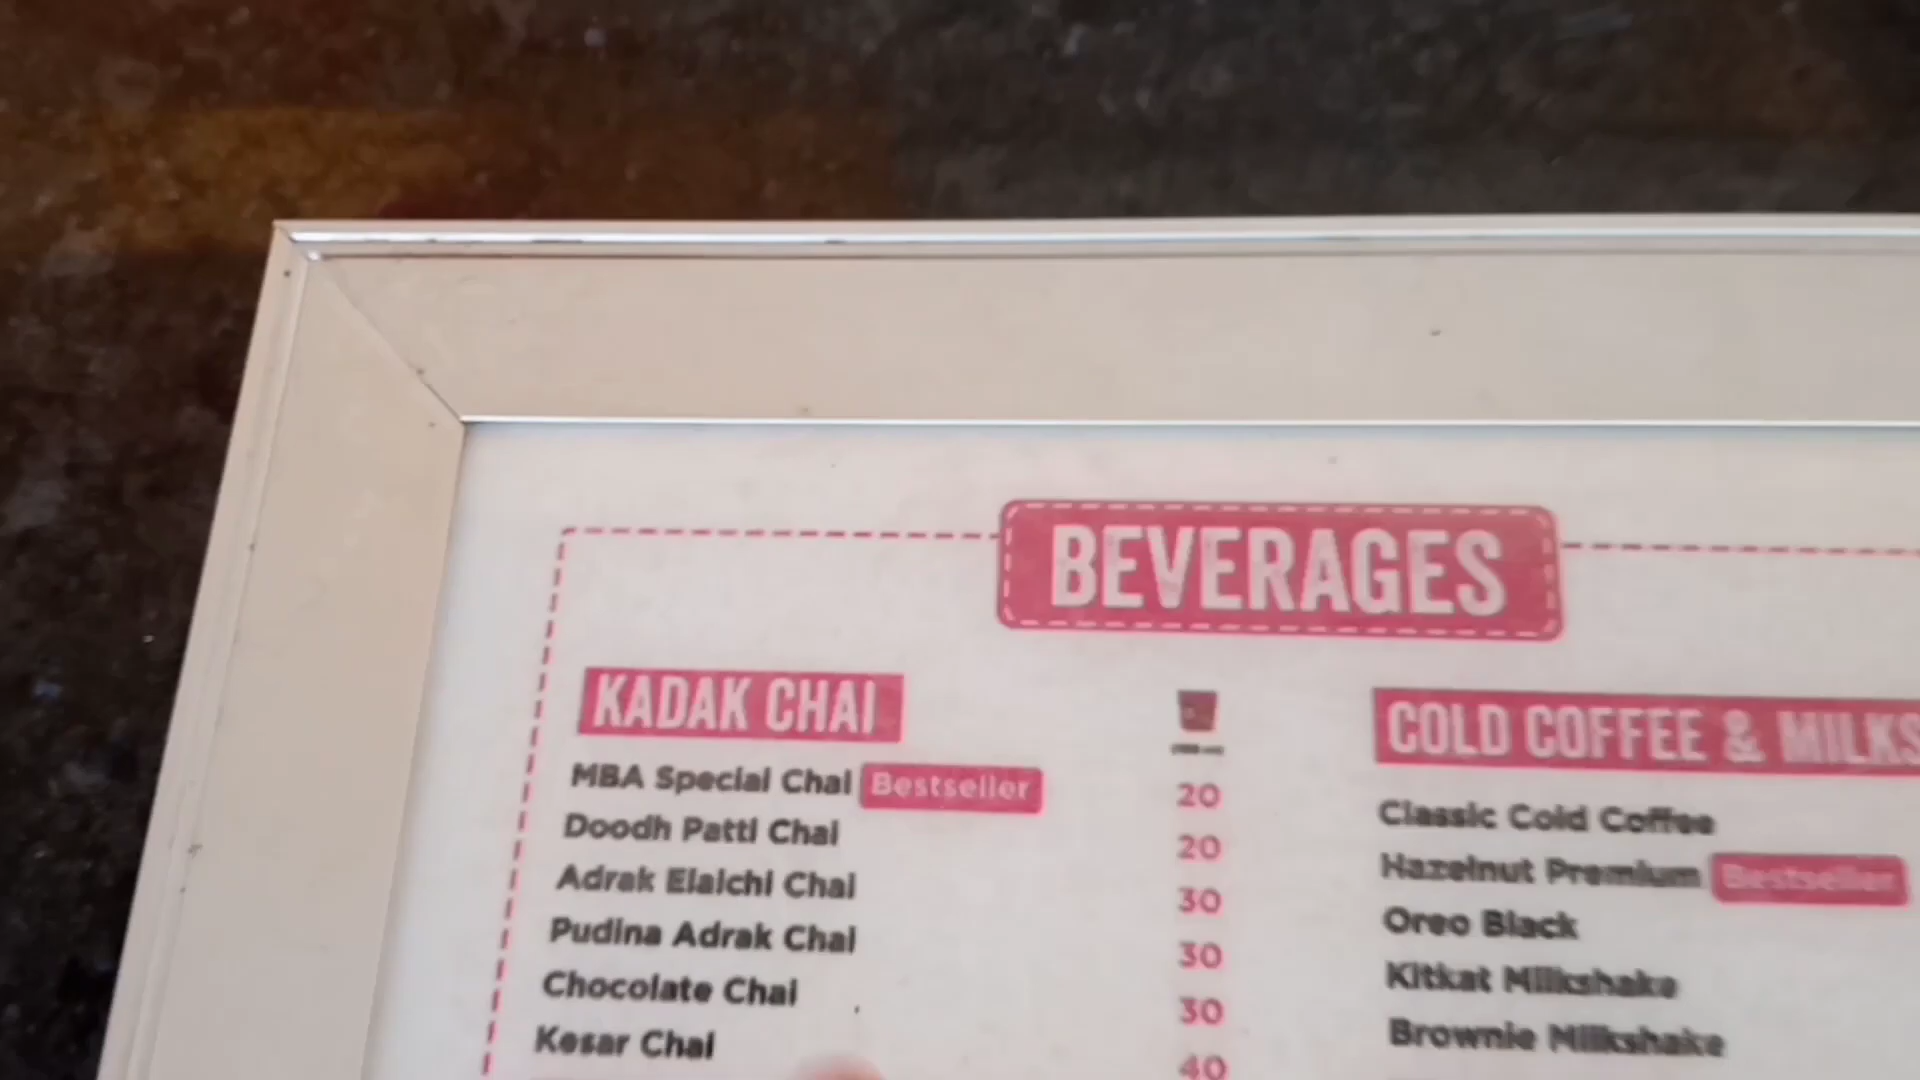 BEVERAGES
KADAK CHAI
MBA Special Chai Bestseller 20
Doodh Patti Chai 20
Adrak Elaichi Chai 30
Pudina Adrak Chai 30
Chocolate Chai 30
Kesar Chai 40
COLD COFFEE & MILKS
Classic Cold Coffee
Hazelnut Premium Bestseller
Oreo Black
Kitkat Milkshake
Brownie Milkshake